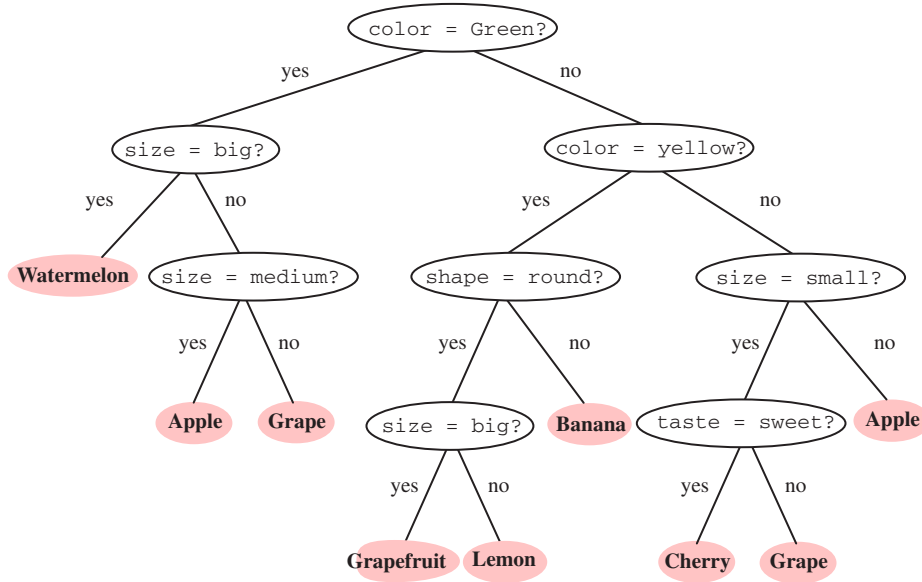 color = Green?
yes
no
size = big?
color = yellow?
yes
no
yes
no
Watermelon
size = medium?
shape = round?
size = small?
yes
no
yes
no
yes
no
Apple
Grape
size = big?
Banana
taste = sweet?
Apple
yes
no
yes
no
Grapefruit
Lemon
Cherry
Grape